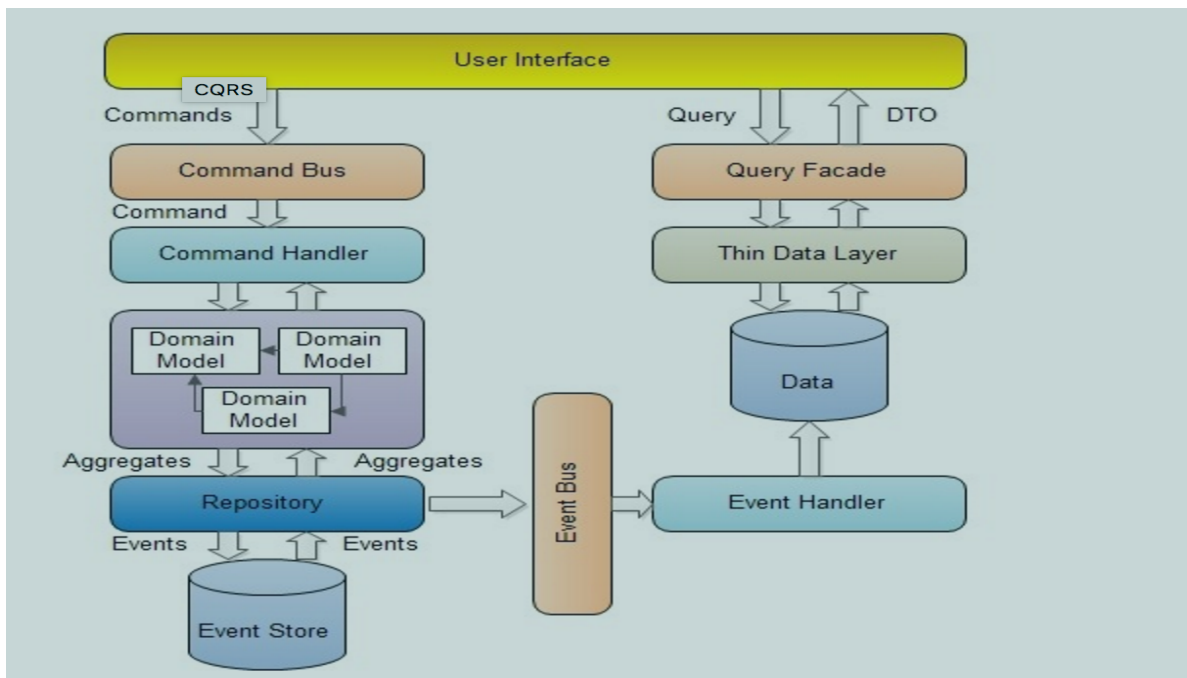 User Interface
CQRS
Commands
Query
DTO
Command Bus
Query Facade
Command
Command Handler
Thin Data Layer
Domain
Model
Domain
Model
Domain
Model
Data
Aggregates
Aggregates
Repository
Event Bus
Event Handler
Events
Events
Event Store